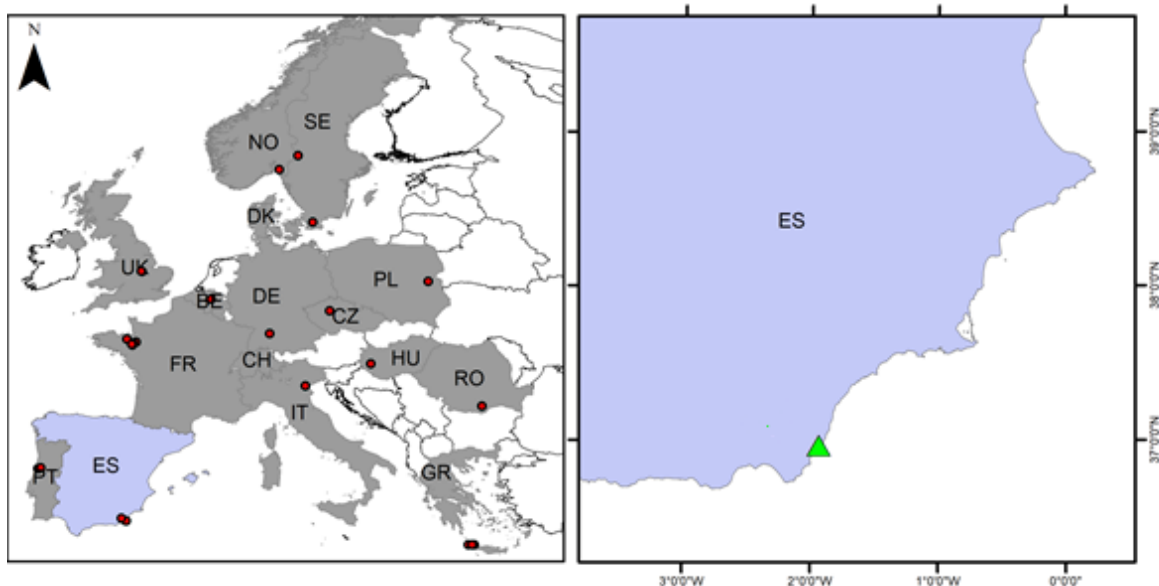 N
SE
NO
DK
UK
PL
BE
DE
CZ
CH
HU
FR
RO
IT
ES
PT
GR
ES
39°0'0"N
38°0'0"N
37°0'0"N
3°0'0"W
2°0'0"W
1°0'0"W
0°0'0"